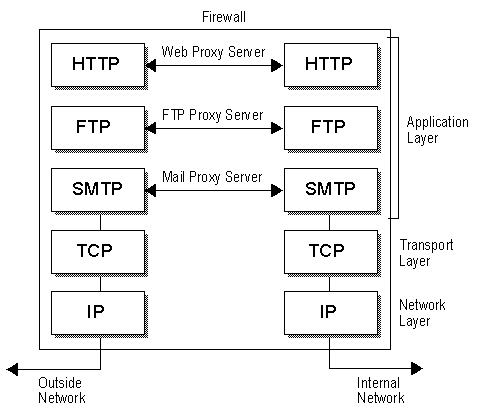 Firewall
HTTP
Web Proxy Server
HTTP
FTP
FTP Proxy Server
FTP
Application
Layer
SMTP
Mail Proxy Server
SMTP
TCP
TCP
Transport
Layer
IP
IP
Network
Layer
Outside
Network
Internal
Network